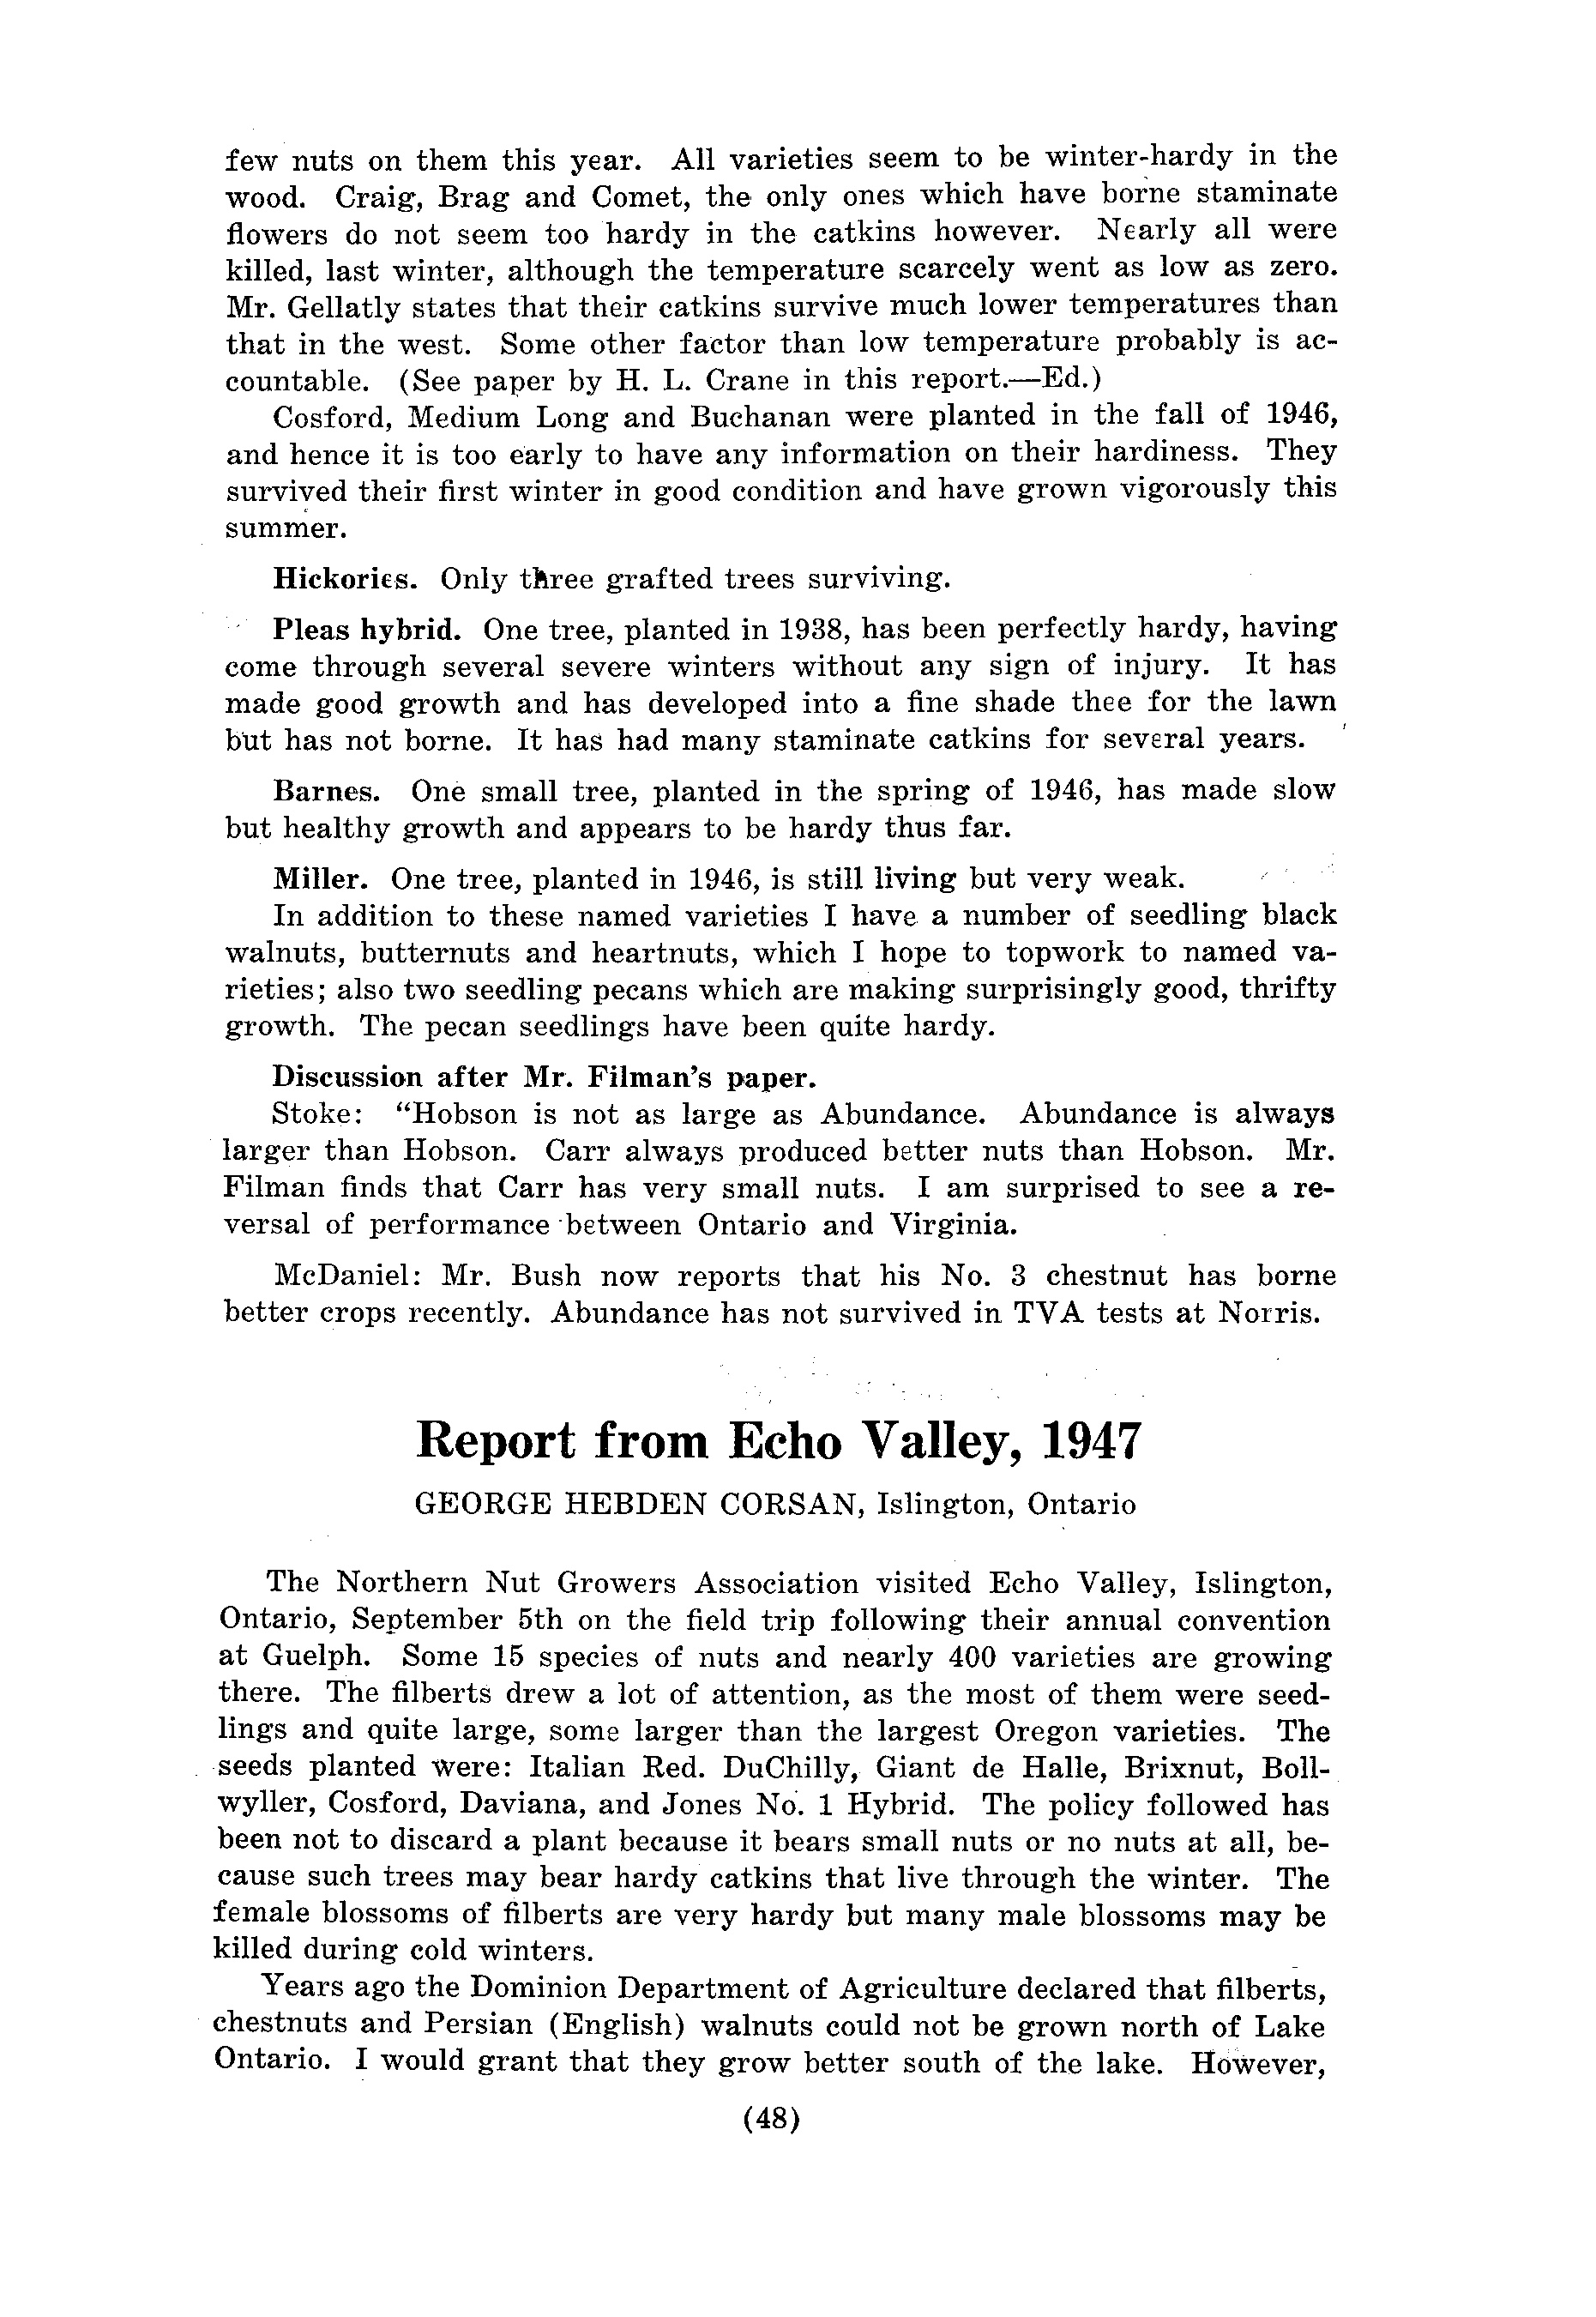 few nuts on them this year. All varieties seem to be winter-hardy in the
wood. Craig, Brag and Comet, the only ones which have borne staminate
flowers do not seem too hardy in the catkins however. Nearly all were
killed, last winter, although the temperature scarcely went as low as zero.
Mr. Gellatly states that their catkins survive much lower temperatures than
that in the west. Some other factor than low temperature probably is ac-
countable. (See paper by H. L. Crane in this report.—Ed.)
Cosford, Medium Long and Buchanan were planted in the fall of 1946,
and hence it is too early to have any information on their hardiness. They
survived their first winter in good condition and have grown vigorously this
summer.
Hickories. Only three grafted trees surviving.
Pleas hybrid. One tree, planted in 1938, has been perfectly hardy, having
come through several severe winters without any sign of injury. It has
made good growth and has developed into a fine shade thee for the lawn
but has not borne. It has had many staminate catkins for several years.
Barnes. One small tree, planted in the spring of 1946, has made slow
but healthy growth and appears to be hardy thus far.
Miller. One tree, planted in 1946, is still living but very weak.
In addition to these named varieties I have a number of seedling black
walnuts, butternuts and heartnuts, which I hope to topwork to named va-
rieties; also two seedling pecans which are making surprisingly good, thrifty
growth. The pecan seedlings have been quite hardy.
Discussion after Mr. Filman's paper.
Stoke: “Hobson is not as large as Abundance. Abundance is always
larger than Hobson. Carr always produced better nuts than Hobson. Mr.
Filman finds that Carr has very small nuts. I am surprised to see a re-
versal of performance between Ontario and Virginia.
McDaniel: Mr. Bush now reports that his No. 3 chestnut has borne
better crops recently. Abundance has not survived in TVA tests at Norris.
Report from Echo Valley, 1947
GEORGE HEBDEN CORSAN, Islington, Ontario
The Northern Nut Growers Association visited Echo Valley, Islington,
Ontario, September 5th on the field trip following their annual convention
at Guelph. Some 15 species of nuts and nearly 400 varieties are growing
there. The filberts drew a lot of attention, as the most of them were seed-
lings and quite large, some larger than the largest Oregon varieties. The
seeds planted were: Italian Red. DuChilly, Giant de Halle, Brixnut, Boll-
wyller, Cosford, Daviana, and Jones No. 1 Hybrid. The policy followed has
been not to discard a plant because it bears small nuts or no nuts at all, be-
cause such trees may bear hardy catkins that live through the winter. The
female blossoms of filberts are very hardy but many male blossoms may be
killed during cold winters.
Years ago the Dominion Department of Agriculture declared that filberts,
chestnuts and Persian (English) walnuts could not be grown north of Lake
Ontario. I would grant that they grow better south of the lake. However,
(48)